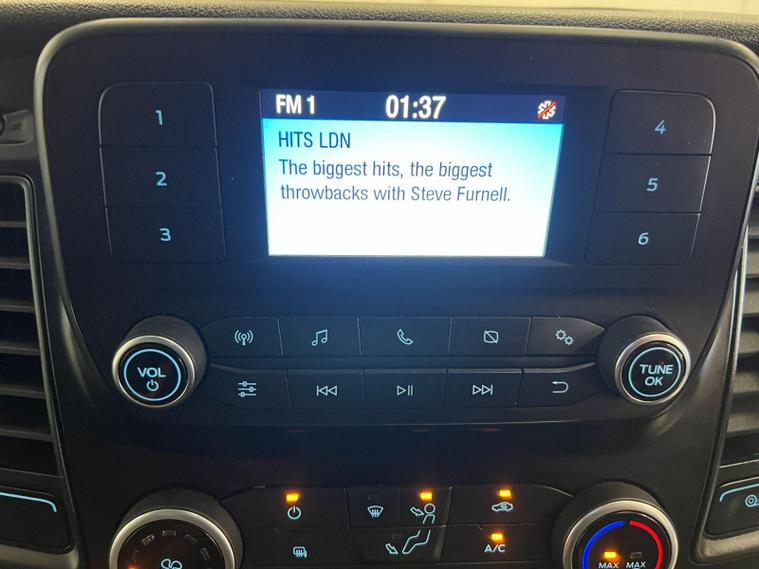 FM 1 01:37
HITS LDN
The biggest hits, the biggest
throwbacks with Steve Furnell.
1
2
3
4
5
6
VOL
TUNE
OK
A/C
MAX MAX